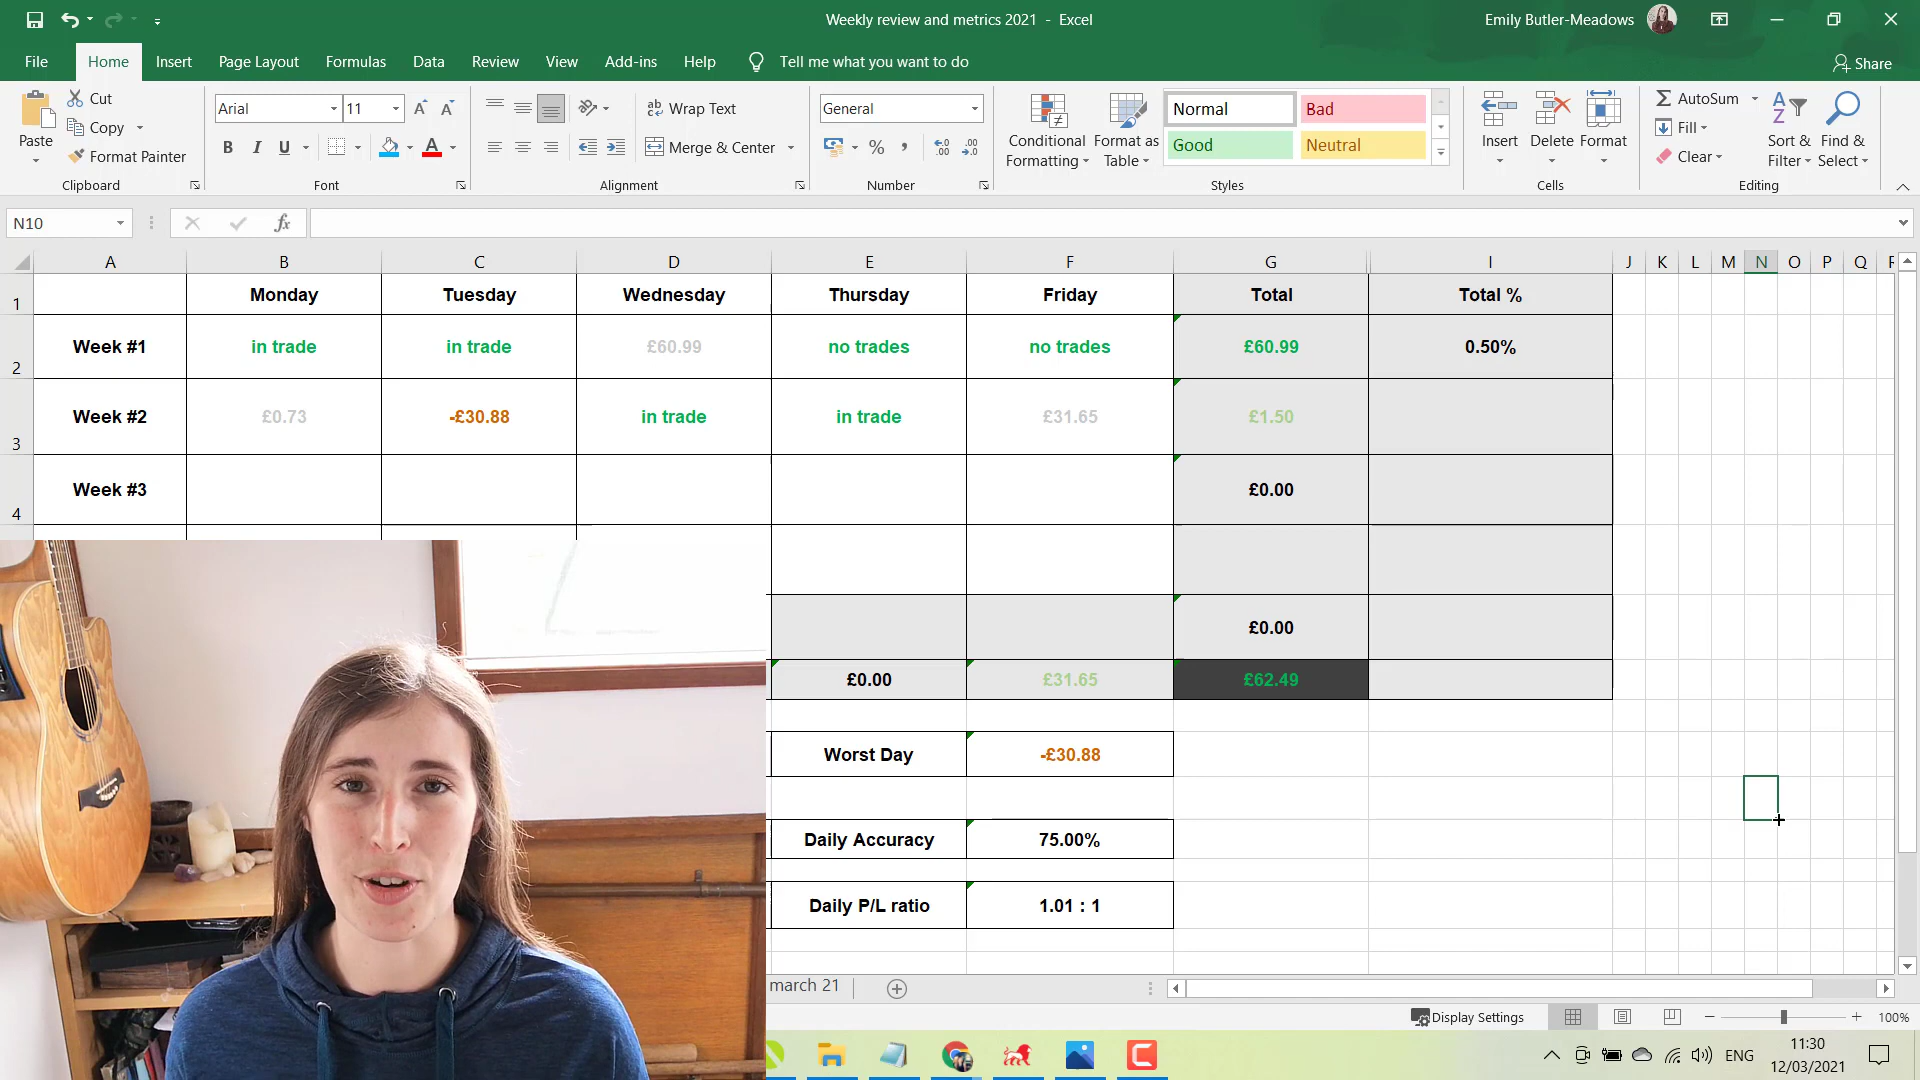 Weekly review and metrics 2021 - Excel
Emily Butler-Meadows
File Home Insert Page Layout Formulas Data Review View Add-ins Help Tell me what you want to do
Share
Paste
Cut
Copy
Format Painter
Clipboard
Arial 11
B I U
Font
Wrap Text
Merge & Center
Alignment
General
Number
Conditional Formatting
Format as Table
Normal Bad
Good Neutral
Styles
Insert Delete Format
Cells
AutoSum
Fill
Clear
Sort & Filter
Find & Select
Editing
N10
fx
A B C D E F G I J K L M N O P Q
1 Monday Tuesday Wednesday Thursday Friday Total Total %
2 Week #1 in trade in trade £60.99 no trades no trades £60.99 0.50%
3 Week #2 £0.73 -£30.88 in trade in trade £31.65 £1.50
4 Week #3 £0.00
£0.00
£0.00 £31.65 £62.49
Worst Day -£30.88
Daily Accuracy 75.00%
Daily P/L ratio 1.01 : 1
march 21
Display Settings
100%
ENG
11:30
12/03/2021